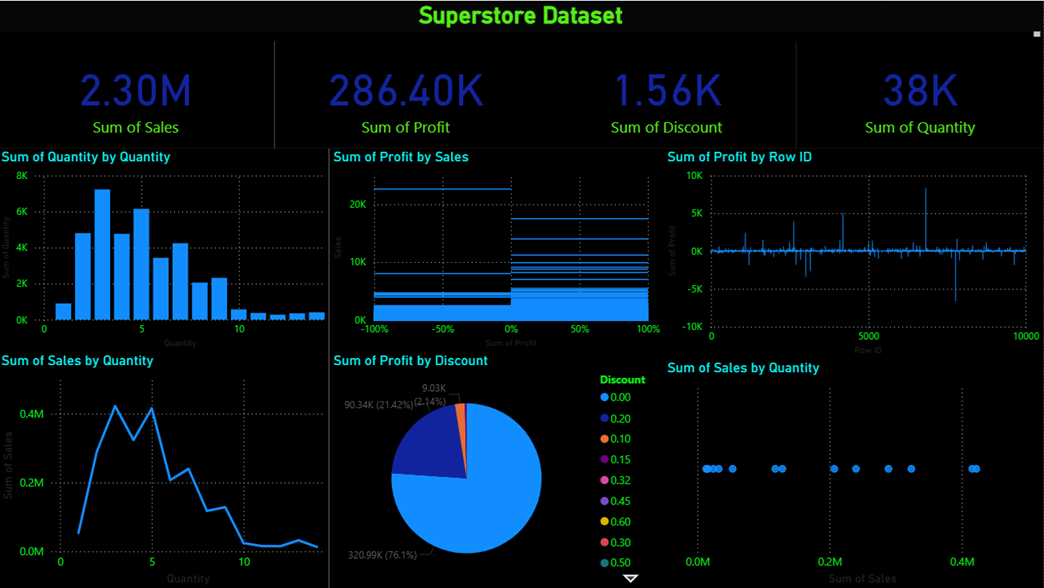 Superstore Dataset
2.30M
Sum of Sales
286.40K
Sum of Profit
1.56K
Sum of Discount
38K
Sum of Quantity
Sum of Quantity by Quantity
8K
6K
4K
2K
0K
0
5
10
Sum of Quantity
Quantity
Sum of Profit by Sales
20K
10K
0K
-100%
-50%
0%
50%
100%
Sales
Sum of Profit
Sum of Profit by Row ID
10K
5K
0K
-5K
-10K
0
5000
10000
Sum of Profit
Row ID
Sum of Sales by Quantity
0.4M
0.2M
0.0M
0
5
10
Sum of Sales
Quantity
Sum of Profit by Discount
9.03K
(2.14%)
90.34K (21.42%)
320.99K (76.1%)
Discount
0.00
0.20
0.10
0.15
0.32
0.45
0.60
0.30
0.50
Sum of Sales by Quantity
0.0M
0.2M
0.4M
Sum of Sales